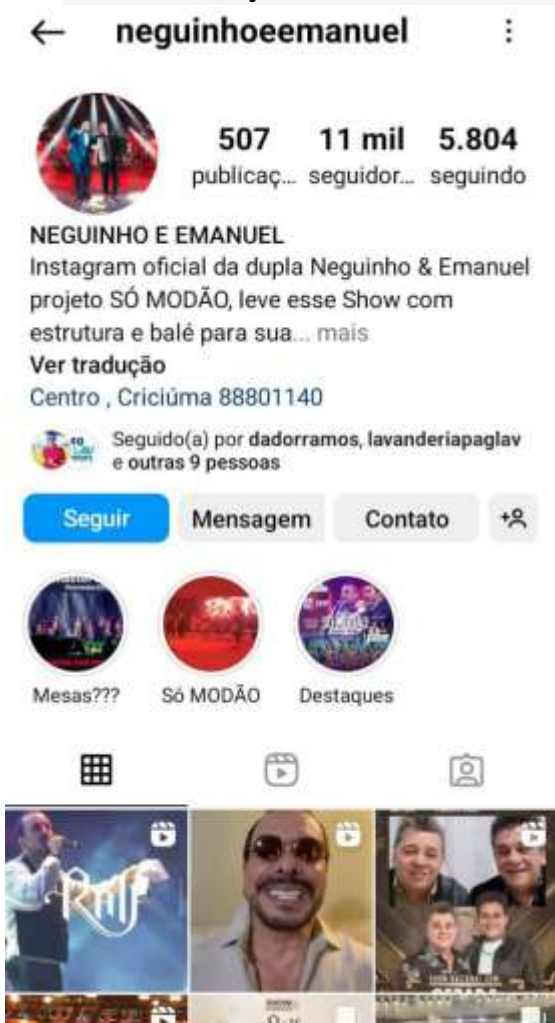 neguinhoeemanuel
507 11 mil 5.804
publicaç... seguidor... seguindo
NEGUINHO E EMANUEL
Instagram oficial da dupla Neguinho & Emanuel
projeto SÓ MODÃO, leve esse Show com
estrutura e balé para sua... mais
Ver tradução
Centro , Criciúma 88801140
Seguido(a) por dadorramos, lavanderiapaglav
e outras 9 pessoas
Seguir Mensagem Contato
Mesas??? Só MODÃO Destaques